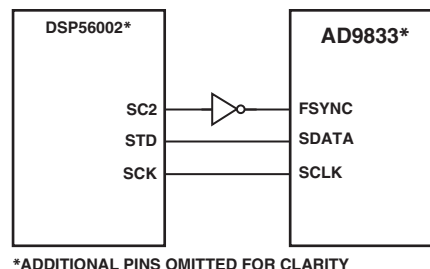 DSP56002*
AD9833*
SC2
FSYNC
STD
SDATA
SCK
SCLK
*ADDITIONAL PINS OMITTED FOR CLARITY